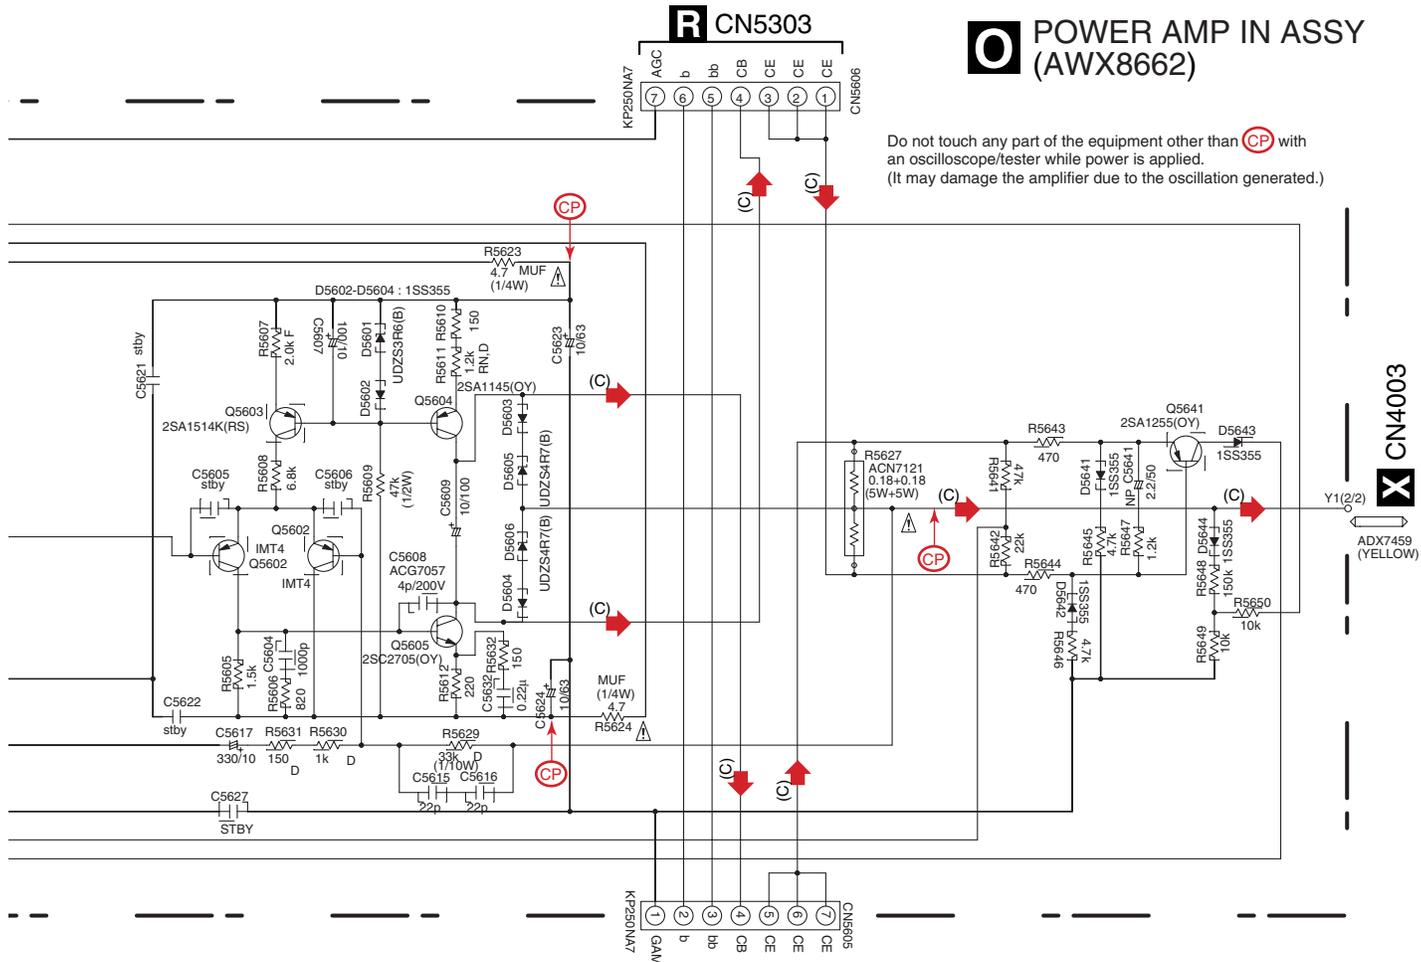 R CN5303
O POWER AMP IN ASSY
(AWX8662)
KP250NA7
AGC
b
bb
CB
CE
CE
CE
7
6
5
4
3
2
1
CN5606
Do not touch any part of the equipment other than CP with
an oscilloscope/tester while power is applied.
(It may damage the amplifier due to the oscillation generated.)
(C)
(C)
CP
R5623
4.7
(1/4W)
MUF
D5602-D5604 : 1SS355
C5621 stby
R5607
2.0k F
C5607
100/10
D5601
UDZS3R6(B)
D5602
R5610
150
R5611
1.2k
RN,D
C5623
10/63
2SA1145(OY)
(C)
Q5603
2SA1514K(RS)
Q5604
D5603
D5605
UDZS4R7(B)
R5608
6.8k
C5605
stby
C5606
stby
R5609
47k
(1/2W)
C5609
10/100
Q5602
IMT4
Q5602
IMT4
D5606
UDZS4R7(B)
D5604
C5608
ACG7057
4p/200V
(C)
Q5605
2SC2705(OY)
R5605
1.5k
C5604
1000p
R5606
820
R5612
220
R5632
150
C5632
0.22µ
C5624
10/63
MUF
(1/4W)
4.7
R5624
C5622
stby
C5617
330/10
R5631
150
D
R5630
1k
D
R5629
33k
D
(1/10W)
C5615
22p
C5616
22p
CP
C5627
STBY
(C)
(C)
R5627
ACN7121
0.18+0.18
(5W+5W)
(C)
CP
R5641
47k
R5642
22k
R5643
470
R5644
470
D5641
1SS355
NP C5641
2.2/50
R5645
4.7k
R5647
1.2k
D5642
1SS355
R5646
4.7k
Q5641
2SA1255(OY)
D5643
1SS355
(C)
D5644
1SS355
R5648
150k
R5650
10k
R5649
10k
Y1(2/2)
X CN4003
ADX7459
(YELLOW)
KP250NA7
1
2
3
4
5
6
7
CN5605
b
bb
CB
CE
CE
CE